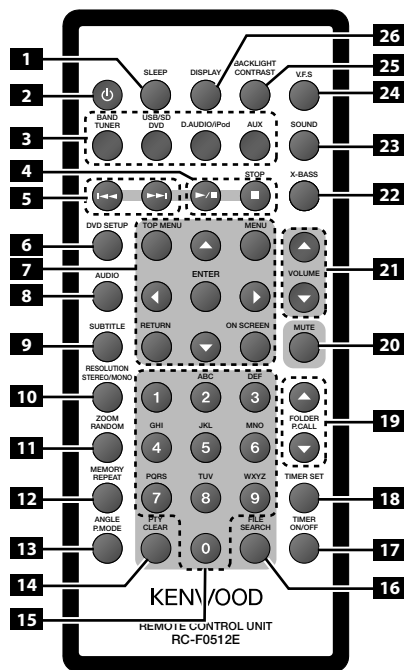 1
2
3
4
5
6
7
8
9
10
11
12
13
14
15
26
25
24
23
22
21
20
19
18
17
16
SLEEP
DISPLAY
BACKLIGHT
CONTRAST
V.F.S
BAND
TUNER
USB/SD
DVD
D.AUDIO/iPod
AUX
SOUND
STOP
X-BASS
DVD SETUP
TOP MENU
MENU
AUDIO
ENTER
VOLUME
SUBTITLE
RETURN
ON SCREEN
MUTE
RESOLUTION
STEREO/MONO
ABC
DEF
1
2
3
ZOOM
RANDOM
GHI
JKL
MNO
FOLDER
P.CALL
4
5
6
MEMORY
REPEAT
PQRS
TUV
WXYZ
TIMER SET
7
8
9
ANGLE
P.MODE
PTY
CLEAR
FILE
SEARCH
TIMER
ON/OFF
0
KENWOOD
REMOTE CONTROL UNIT
RC-F0512E